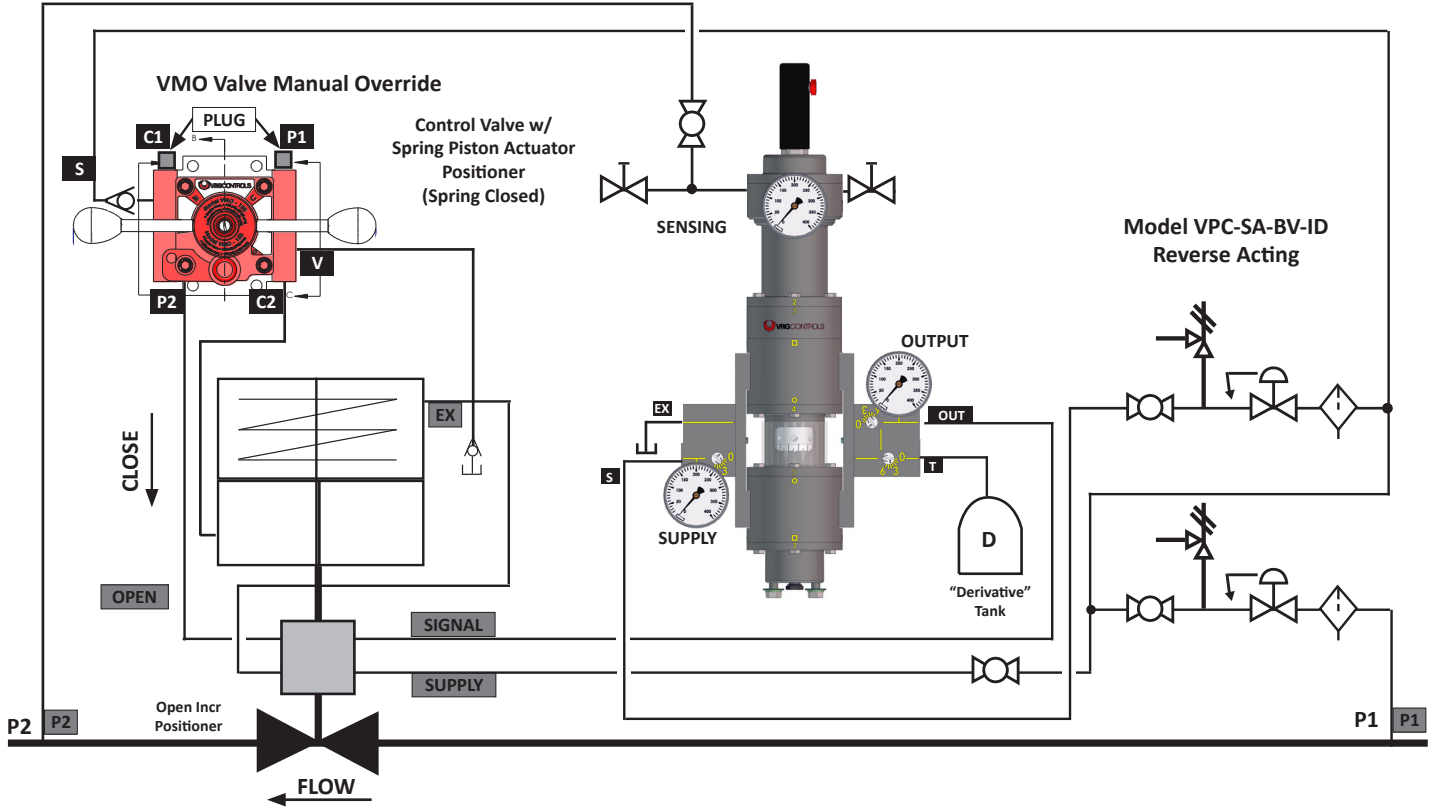 VMO Valve Manual Override
PLUG
C1
P1
B
S
VRGCONTROLS
V
P2
C2
C
Control Valve w/
Spring Piston Actuator
Positioner
(Spring Closed)
SENSING
Model VPC-SA-BV-ID
Reverse Acting
VRGCONTROLS
OUTPUT
EX
OUT
S
T
SUPPLY
D
"Derivative"
Tank
CLOSE
EX
OPEN
SIGNAL
SUPPLY
Open Incr
Positioner
P2
P2
P1
P1
FLOW